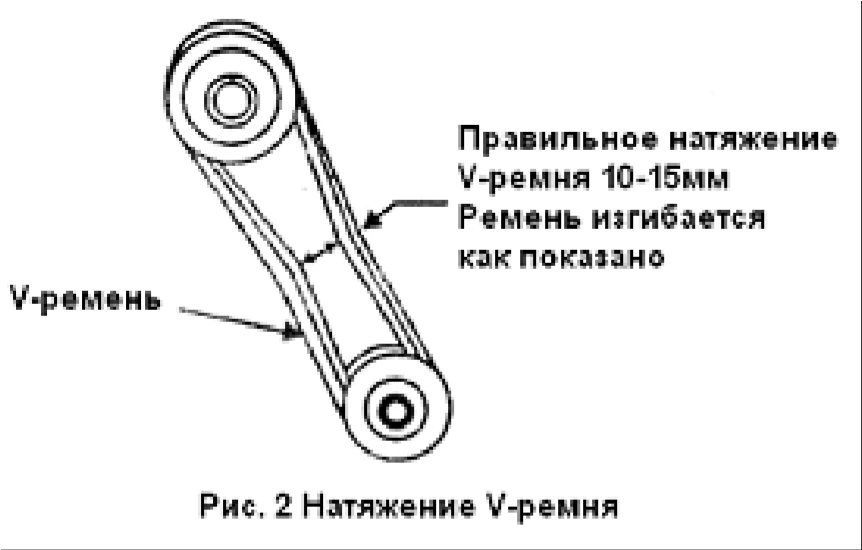 Правильное натяжение
V-ремня 10-15мм
Ремень изгибается
как показано
V-ремень
Рис. 2 Натяжение V-ремня